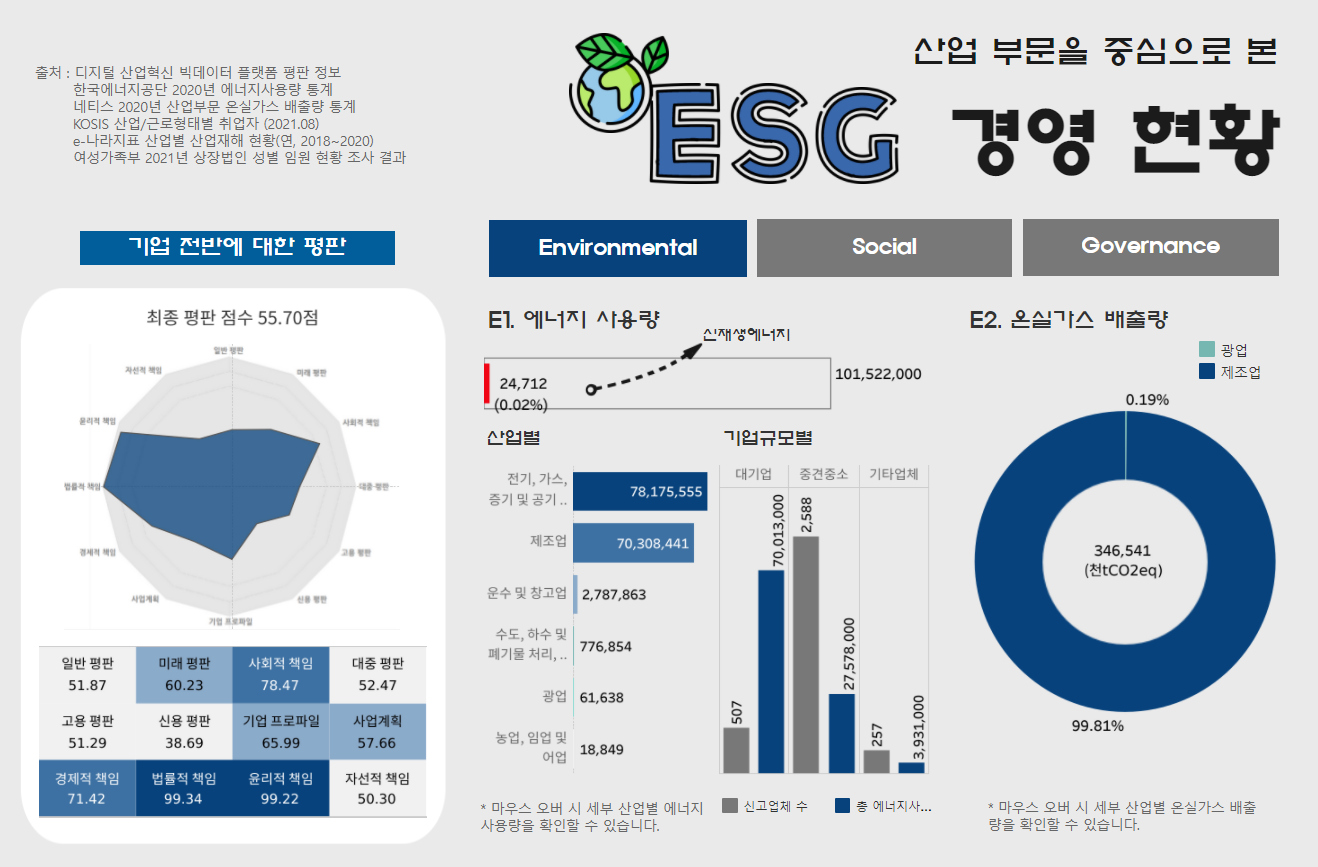 산업 부문을 중심으로 본
ESG
경영 현황
출처 : 디지털 산업혁신 빅데이터 플랫폼 평판 정보
한국에너지공단 2020년 에너지사용량 통계
네티스 2020년 산업부문 온실가스 배출량 통계
KOSIS 산업/근로형태별 취업자 (2021.08)
e-나라지표 산업별 산업재해 현황(연, 2018~2020)
여성가족부 2021년 상장법인 성별 임원 현황 조사 결과
기업 전반에 대한 평판
Environmental
Social
Governance
최종 평판 점수 55.70점
일반 평판
미래 평판
사회적 책임
대중 평판
고용 평판
신용 평판
기업 프로파일
사업계획
경제적 책임
법률적 책임
윤리적 책임
자선적 책임
일반 평판 미래 평판 사회적 책임 대중 평판
51.87 60.23 78.47 52.47
고용 평판 신용 평판 기업 프로파일 사업계획
51.29 38.69 65.99 57.66
경제적 책임 법률적 책임 윤리적 책임 자선적 책임
71.42 99.34 99.22 50.30
E1. 에너지 사용량
신재생에너지
24,712
(0.02%)
101,522,000
산업별
전기, 가스,
증기 및 공기 ..
78,175,555
제조업
70,308,441
운수 및 창고업
2,787,863
수도, 하수 및
폐기물 처리, ..
776,854
광업
61,638
농업, 임업 및
어업
18,849
* 마우스 오버 시 세부 산업별 에너지
사용량을 확인할 수 있습니다.
기업규모별
대기업 중견중소 기타업체
507
70,013,000
2,588
27,578,000
257
3,931,000
신고업체 수
총 에너지사...
E2. 온실가스 배출량
광업
제조업
0.19%
346,541
(천tCO2eq)
99.81%
* 마우스 오버 시 세부 산업별 온실가스 배출
량을 확인할 수 있습니다.